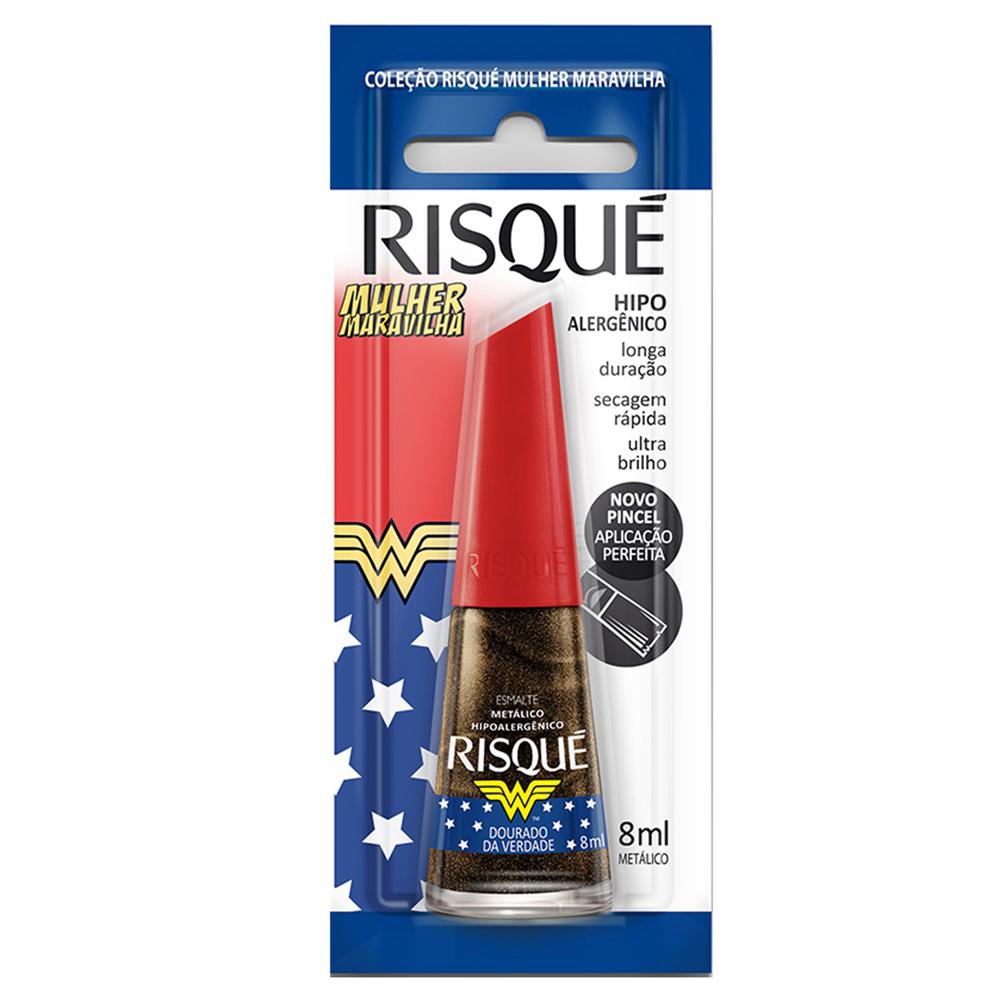 COLEÇÃO RISQUÉ MULHER MARAVILHA
RISQUÉ
MULHER
MARAVILHA
HIPO
ALERGÊNICO
longa
duração
secagem
rápida
ultra
brilho
NOVO
PINCEL
APLICAÇÃO
PERFEITA
RISQUÉ
ESMALTE
METÁLICO
HIPOALERGÊNICO
RISQUÉ
W
TM
DOURADO
DA VERDADE
8ml
8ml
METÁLICO